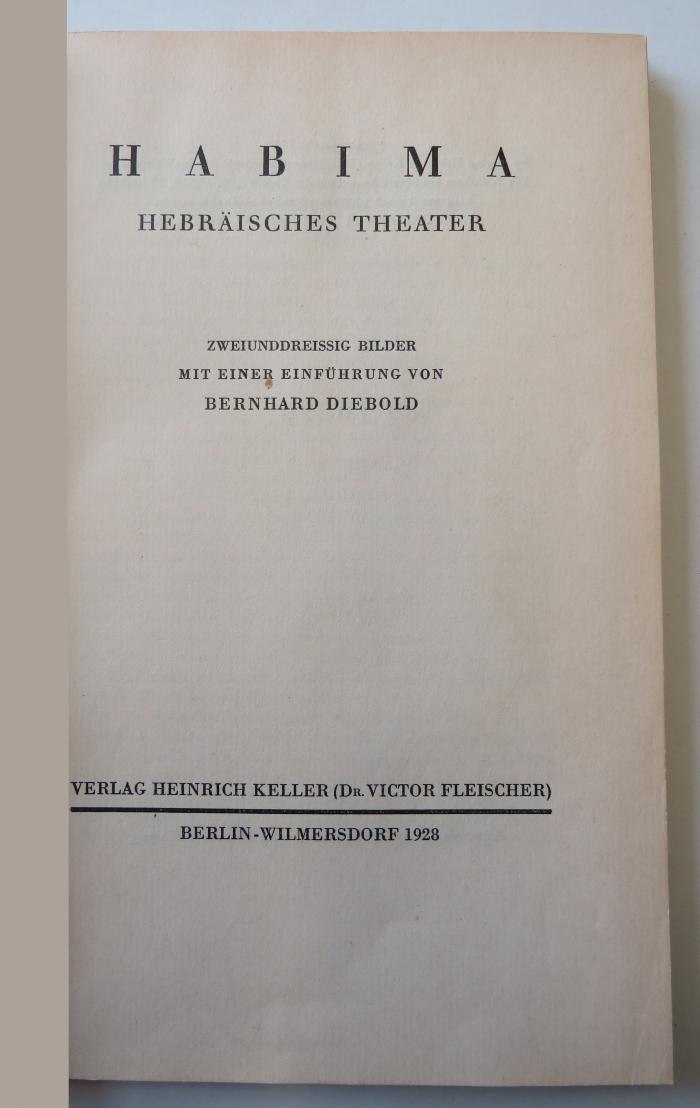 HABIMA
HEBRÄISCHES THEATER
ZWEIUNDDREISSIG BILDER
MIT EINER EINFÜHRUNG VON
BERNHARD DIEBOLD
VERLAG HEINRICH KELLER (DR. VICTOR FLEISCHER)
BERLIN-WILMERSDORF 1928